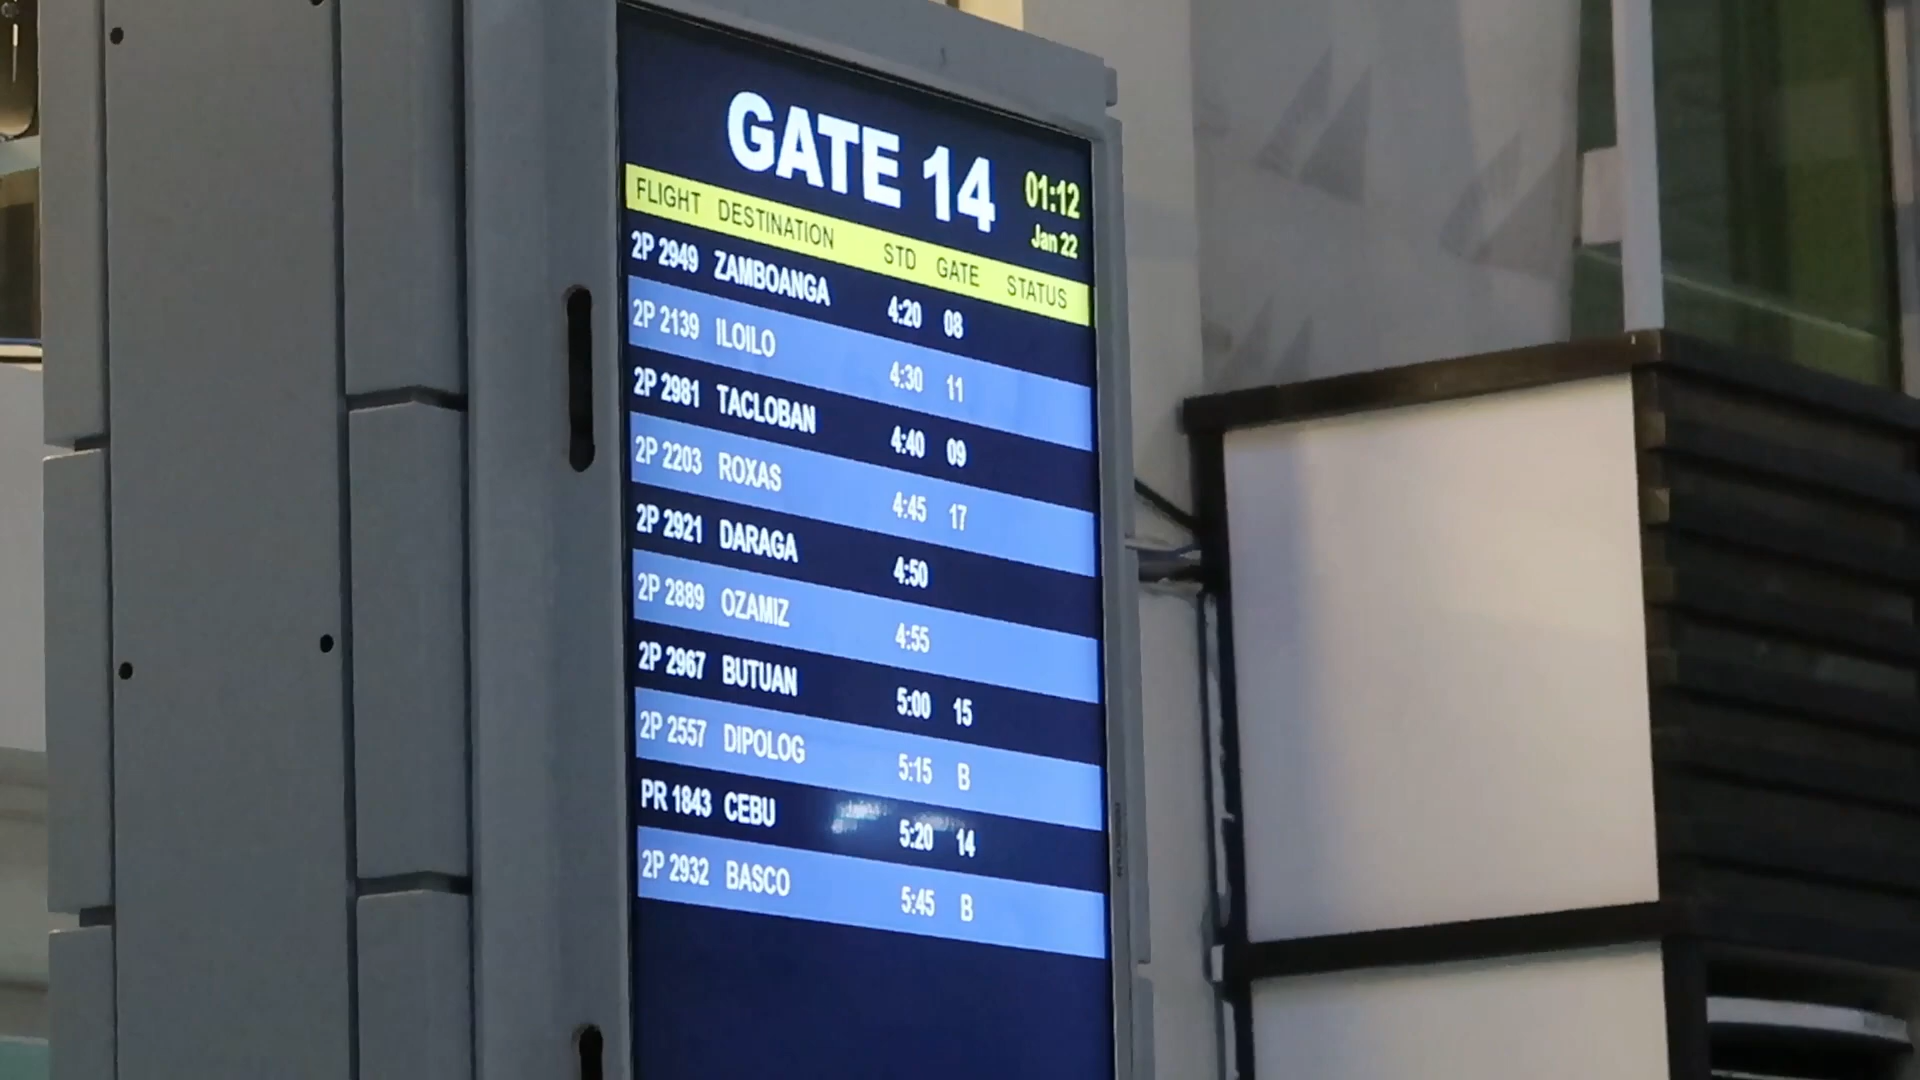 GATE 14
01:12
Jan 22
FLIGHT DESTINATION STD GATE STATUS
2P 2949 ZAMBOANGA 4:20 08
2P 2139 ILOILO 4:30 11
2P 2981 TACLOBAN 4:40 09
2P 2203 ROXAS 4:45 17
2P 2921 DARAGA 4:50
2P 2889 OZAMIZ 4:55
2P 2967 BUTUAN 5:00 15
2P 2557 DIPOLOG 5:15 B
PR 1843 CEBU 5:20 14
2P 2932 BASCO 5:45 B